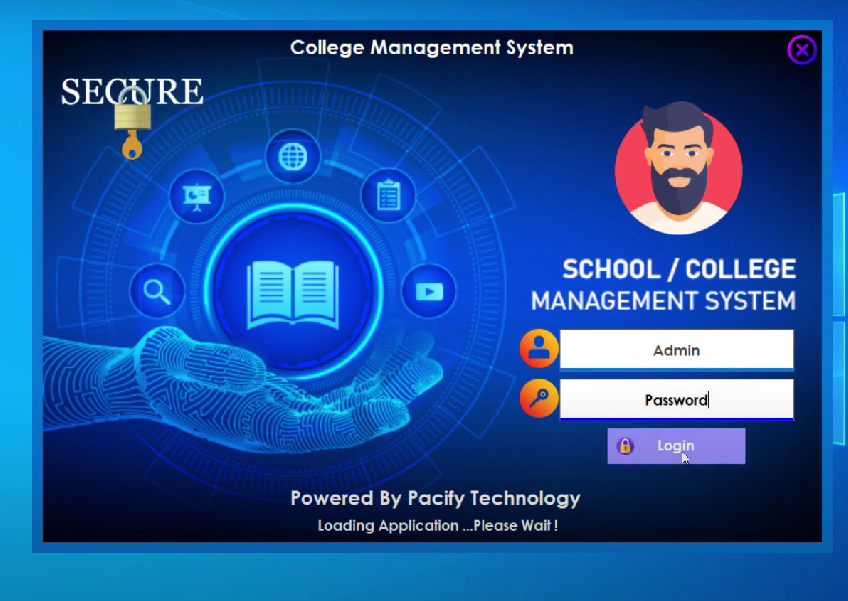 College Management System
SECURE
SCHOOL / COLLEGE
MANAGEMENT SYSTEM
Admin
Password
Login
Powered By Pacify Technology
Loading Application ...Please Wait !